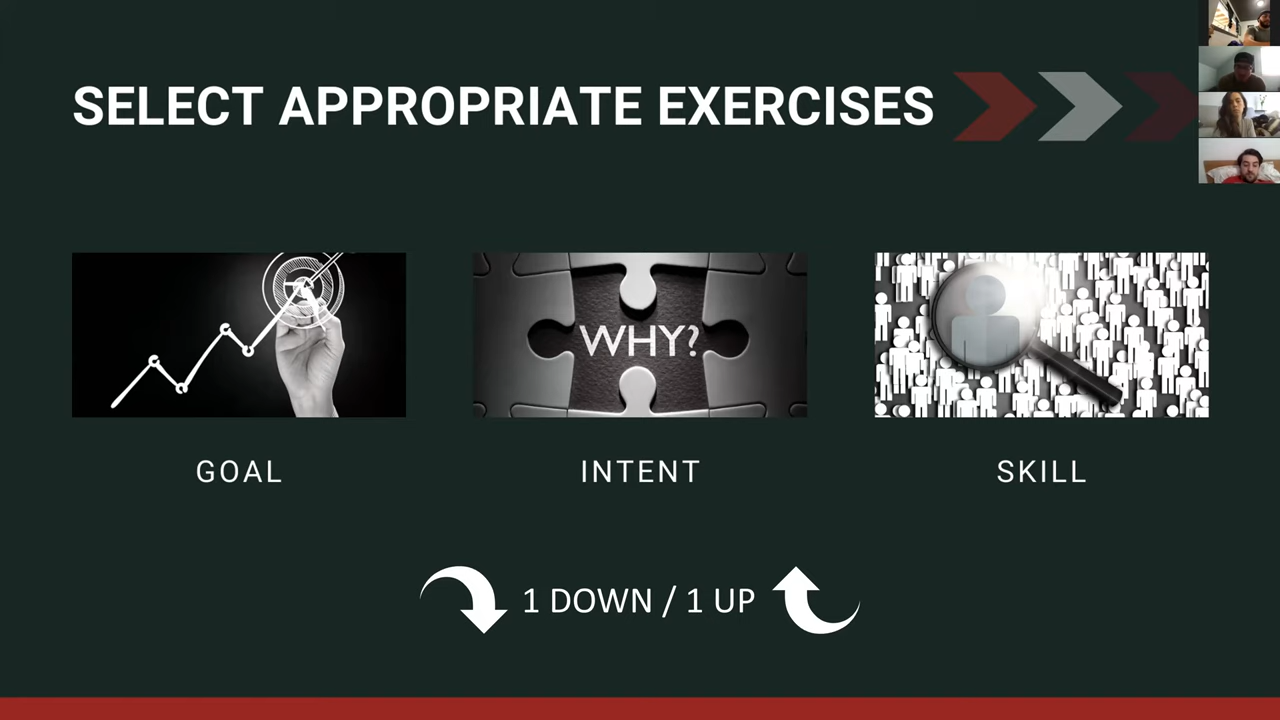 SELECT APPROPRIATE EXERCISES
WHY?
GOAL
INTENT
SKILL
1 DOWN / 1 UP